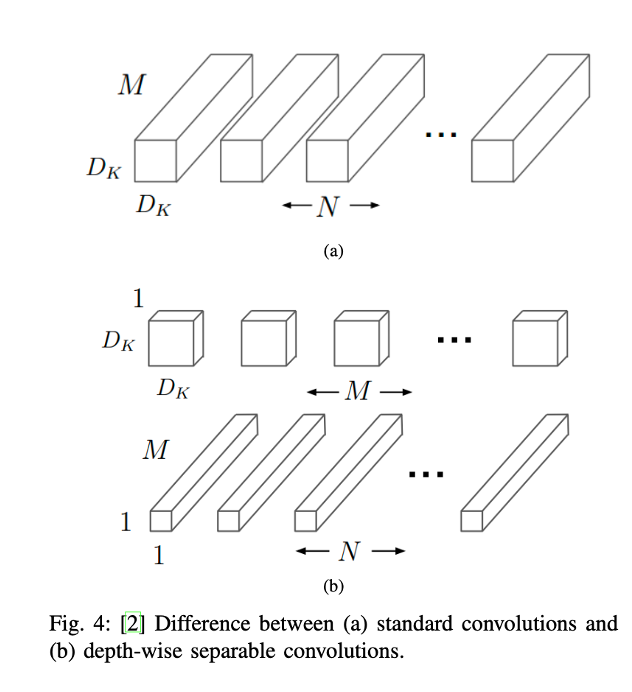 M
D_K
D_K
← N →
...
(a)
1
D_K
D_K
← M →
...
M
1
1
← N →
...
(b)
Fig. 4: [2] Difference between (a) standard convolutions and
(b) depth-wise separable convolutions.